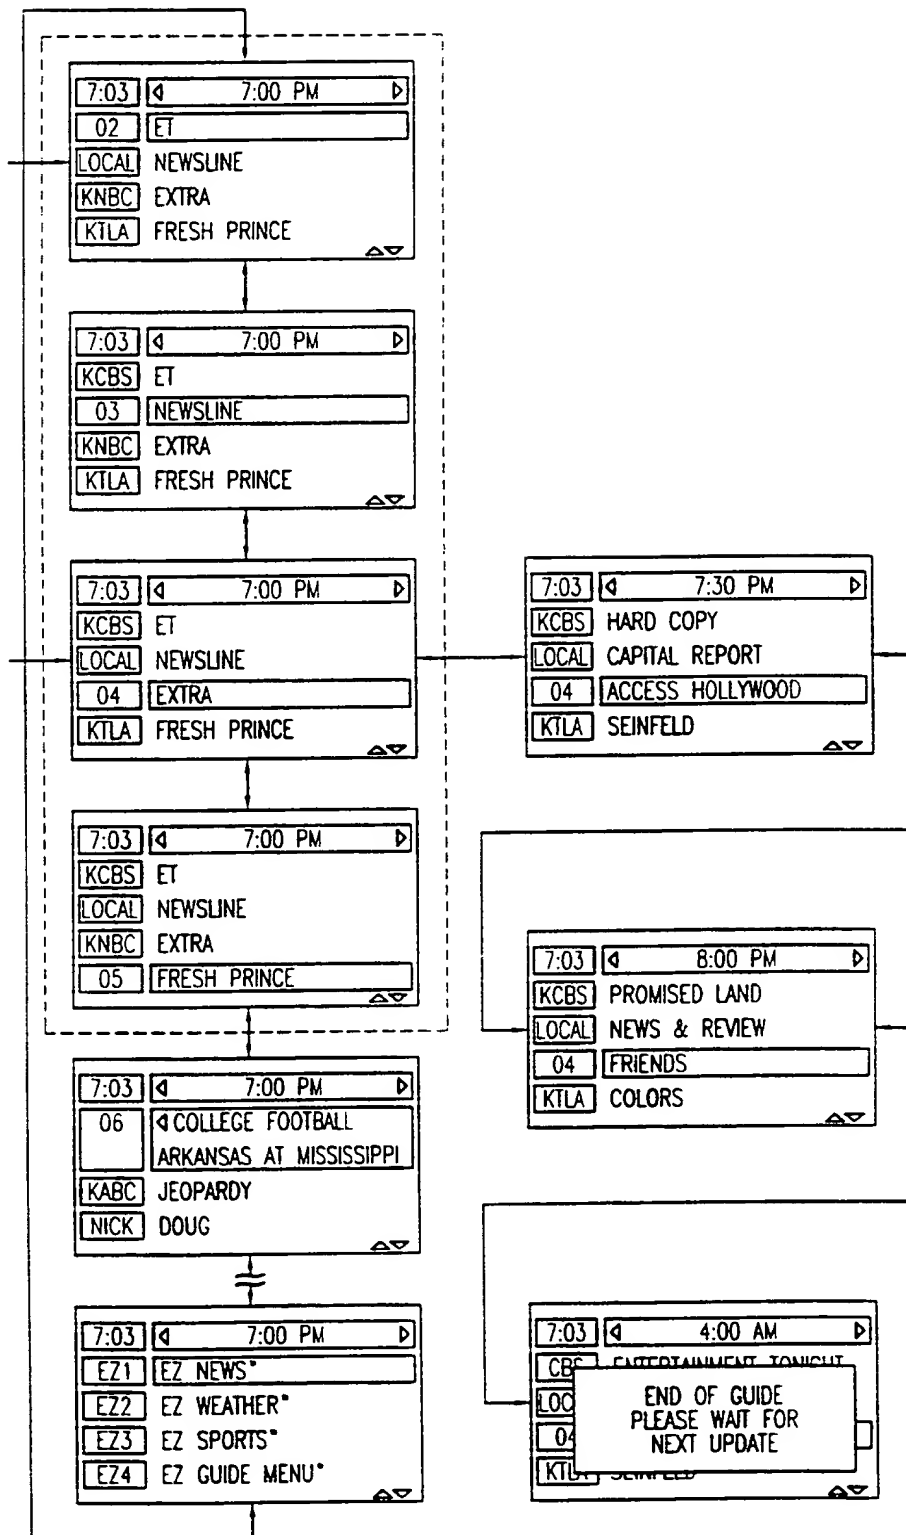 7:03 7:00 PM
02 ET
LOCAL NEWSLINE
KNBC EXTRA
KTLA FRESH PRINCE
7:03 7:00 PM
KCBS ET
03 NEWSLINE
KNBC EXTRA
KTLA FRESH PRINCE
7:03 7:00 PM
KCBS ET
LOCAL NEWSLINE
04 EXTRA
KTLA FRESH PRINCE
7:03 7:30 PM
KCBS HARD COPY
LOCAL CAPITAL REPORT
04 ACCESS HOLLYWOOD
KTLA SEINFELD
7:03 7:00 PM
KCBS ET
LOCAL NEWSLINE
KNBC EXTRA
05 FRESH PRINCE
7:03 8:00 PM
KCBS PROMISED LAND
LOCAL NEWS & REVIEW
04 FRIENDS
KTLA COLORS
7:03 7:00 PM
06 COLLEGE FOOTBALL
ARKANSAS AT MISSISSIPPI
KABC JEOPARDY
NICK DOUG
7:03 7:00 PM
EZ1 EZ NEWS*
EZ2 EZ WEATHER*
EZ3 EZ SPORTS*
EZ4 EZ GUIDE MENU*
7:03 4:00 AM
CBS ENTERTAINMENT TONIGHT
LOC
04
KTLA SEINFELD
END OF GUIDE
PLEASE WAIT FOR
NEXT UPDATE